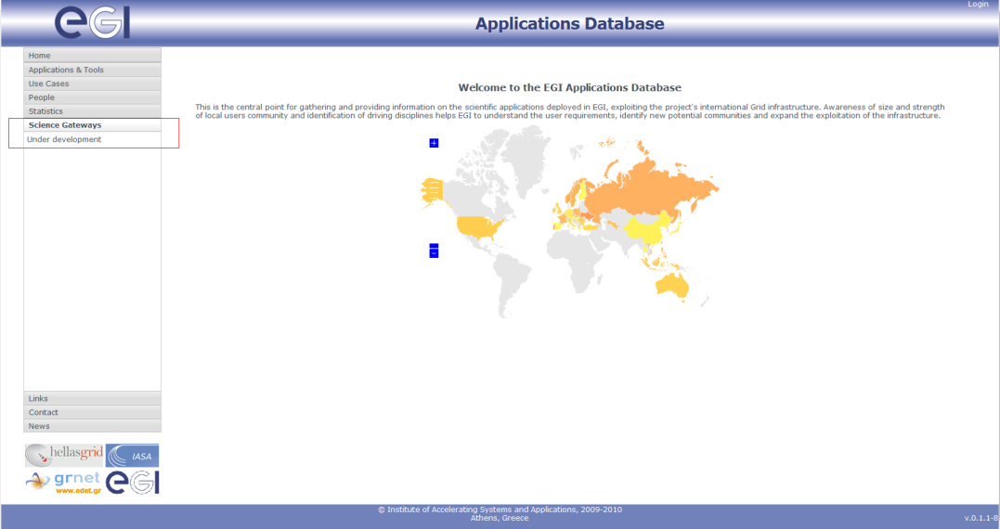 Login
eGI
Applications Database
Home
Applications & Tools
Use Cases
People
Statistics
Science Gateways
Under development
Links
Contact
News
Welcome to the EGI Applications Database
This is the central point for gathering and providing information on the scientific applications deployed in EGI, exploiting the project's international Grid infrastructure. Awareness of size and strength
of local users community and identification of driving disciplines helps EGI to understand the user requirements, identify new potential communities and expand the exploitation of the infrastructure.
+
−
hellasgrid
IASA
grnet
www.edet.gr
eGI
© Institute of Accelerating Systems and Applications, 2009-2010
Athens, Greece
v.0.1.1-8